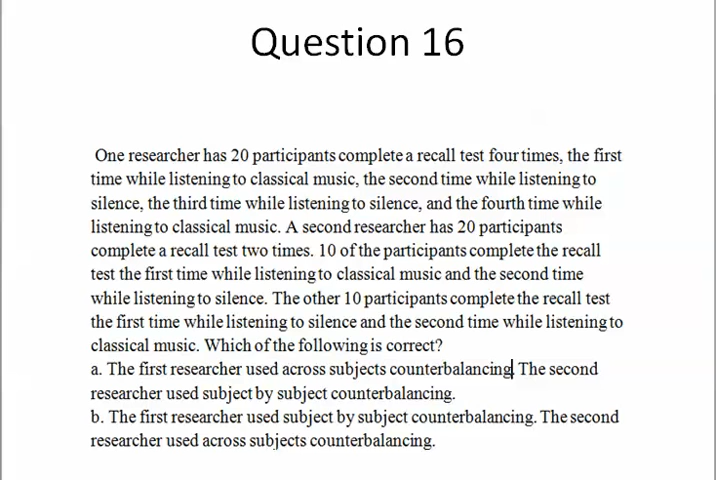 Question 16
One researcher has 20 participants complete a recall test four times, the first
time while listening to classical music, the second time while listening to
silence, the third time while listening to silence, and the fourth time while
listening to classical music. A second researcher has 20 participants
complete a recall test two times. 10 of the participants complete the recall
test the first time while listening to classical music and the second time
while listening to silence. The other 10 participants complete the recall test
the first time while listening to silence and the second time while listening to
classical music. Which of the following is correct?
a. The first researcher used across subjects counterbalancing. The second
researcher used subject by subject counterbalancing.
b. The first researcher used subject by subject counterbalancing. The second
researcher used across subjects counterbalancing.